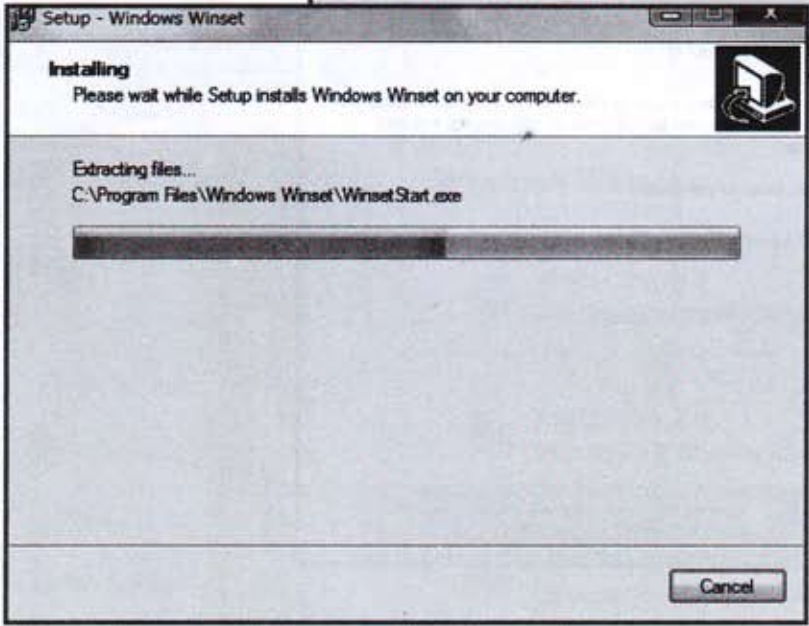 Setup - Windows Winset
Installing
Please wait while Setup installs Windows Winset on your computer.
Extracting files...
C:\Program Files\Windows Winset\WinsetStart.exe
Cancel